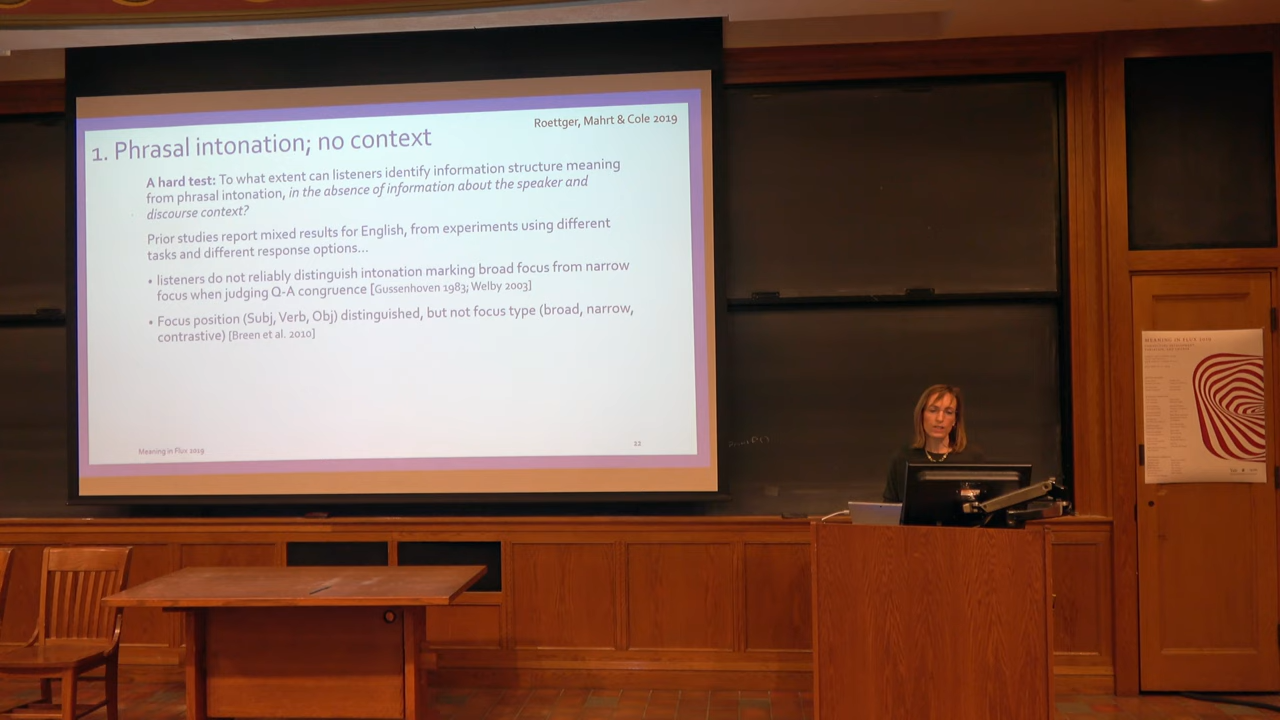 Roettger, Mahrt & Cole 2019
1. Phrasal intonation; no context
A hard test: To what extent can listeners identify information structure meaning
from phrasal intonation, in the absence of information about the speaker and
discourse context?
Prior studies report mixed results for English, from experiments using different
tasks and different response options...
• listeners do not reliably distinguish intonation marking broad focus from narrow
focus when judging Q-A congruence [Gussenhoven 1983; Welby 2003]
• Focus position (Subj, Verb, Obj) distinguished, but not focus type (broad, narrow,
contrastive) [Breen et al. 2010]
Meaning in Flux 2019
22
MEANING IN FLUX 2019